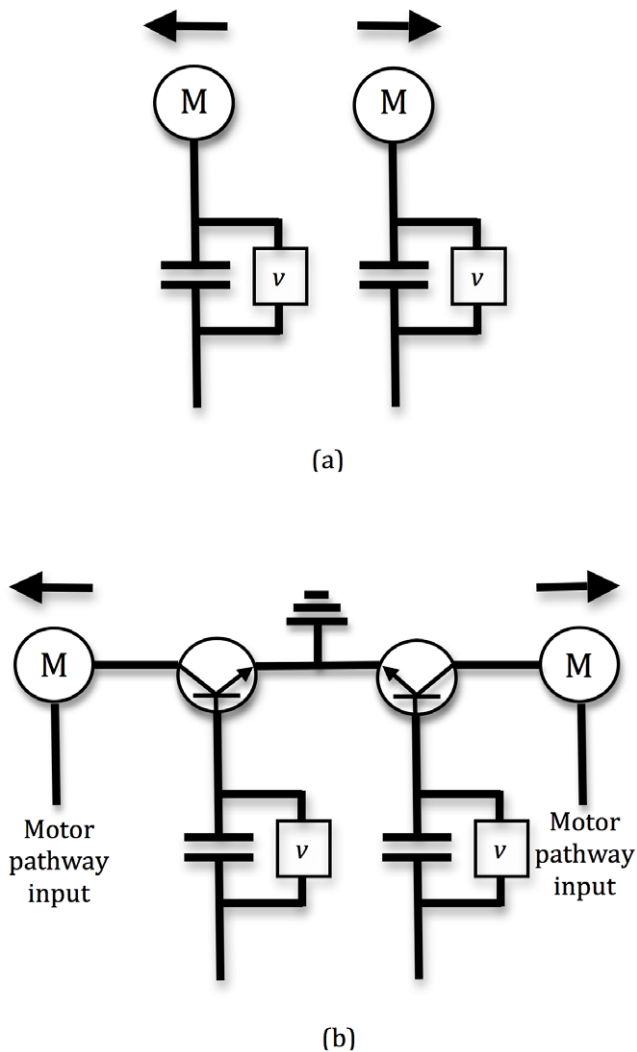 M M
v v
(a)
M M
Motor
pathway
input
v v
Motor
pathway
input
(b)